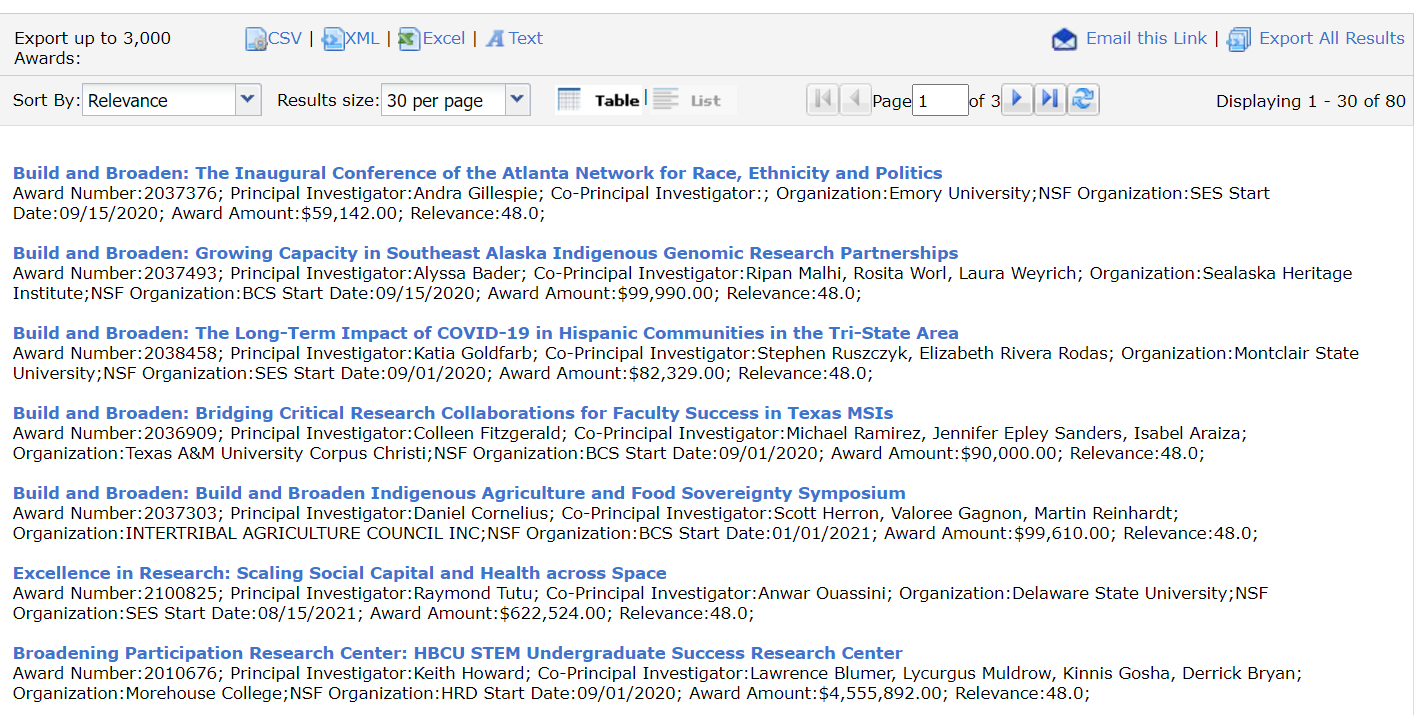 Export up to 3,000 Awards: CSV | XML | Excel | Text Email this Link | Export All Results
Sort By: Relevance Results size: 30 per page Table List Page 1 of 3 Displaying 1 - 30 of 80
Build and Broaden: The Inaugural Conference of the Atlanta Network for Race, Ethnicity and Politics
Award Number:2037376; Principal Investigator:Andra Gillespie; Co-Principal Investigator:; Organization:Emory University;NSF Organization:SES Start
Date:09/15/2020; Award Amount:$59,142.00; Relevance:48.0;
Build and Broaden: Growing Capacity in Southeast Alaska Indigenous Genomic Research Partnerships
Award Number:2037493; Principal Investigator:Alyssa Bader; Co-Principal Investigator:Ripan Malhi, Rosita Worl, Laura Weyrich; Organization:Sealaska Heritage
Institute;NSF Organization:BCS Start Date:09/15/2020; Award Amount:$99,990.00; Relevance:48.0;
Build and Broaden: The Long-Term Impact of COVID-19 in Hispanic Communities in the Tri-State Area
Award Number:2038458; Principal Investigator:Katia Goldfarb; Co-Principal Investigator:Stephen Ruszczyk, Elizabeth Rivera Rodas; Organization:Montclair State
University;NSF Organization:SES Start Date:09/01/2020; Award Amount:$82,329.00; Relevance:48.0;
Build and Broaden: Bridging Critical Research Collaborations for Faculty Success in Texas MSIs
Award Number:2036909; Principal Investigator:Colleen Fitzgerald; Co-Principal Investigator:Michael Ramirez, Jennifer Epley Sanders, Isabel Araiza;
Organization:Texas A&M University Corpus Christi;NSF Organization:BCS Start Date:09/01/2020; Award Amount:$90,000.00; Relevance:48.0;
Build and Broaden: Build and Broaden Indigenous Agriculture and Food Sovereignty Symposium
Award Number:2037303; Principal Investigator:Daniel Cornelius; Co-Principal Investigator:Scott Herron, Valoree Gagnon, Martin Reinhardt;
Organization:INTERTRIBAL AGRICULTURE COUNCIL INC;NSF Organization:BCS Start Date:01/01/2021; Award Amount:$99,610.00; Relevance:48.0;
Excellence in Research: Scaling Social Capital and Health across Space
Award Number:2100825; Principal Investigator:Raymond Tutu; Co-Principal Investigator:Anwar Ouassini; Organization:Delaware State University;NSF
Organization:SES Start Date:08/15/2021; Award Amount:$622,524.00; Relevance:48.0;
Broadening Participation Research Center: HBCU STEM Undergraduate Success Research Center
Award Number:2010676; Principal Investigator:Keith Howard; Co-Principal Investigator:Lawrence Blumer, Lycurgus Muldrow, Kinnis Gosha, Derrick Bryan;
Organization:Morehouse College;NSF Organization:HRD Start Date:09/01/2020; Award Amount:$4,555,892.00; Relevance:48.0;